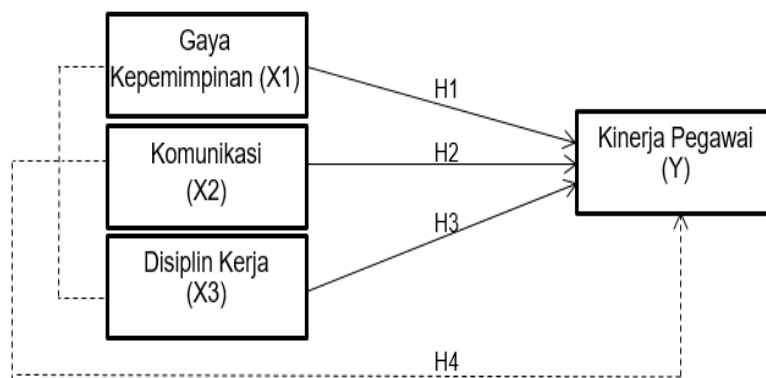 Gaya
Kepemimpinan (X1)
H1
Komunikasi
(X2)
H2
Kinerja Pegawai
(Y)
H3
Disiplin Kerja
(X3)
H4